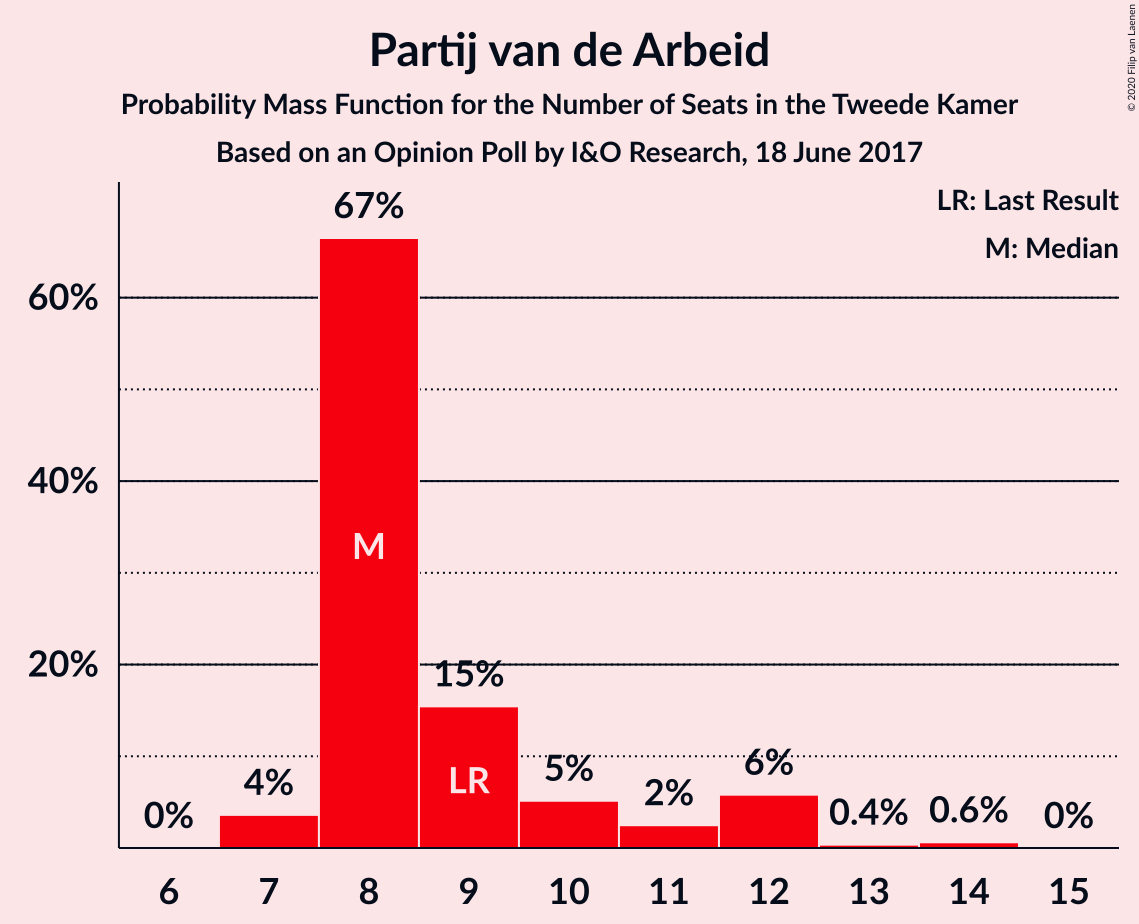 Partij van de Arbeid
Probability Mass Function for the Number of Seats in the Tweede Kamer
Based on an Opinion Poll by I&O Research, 18 June 2017
© 2020 Filip van Laenen
LR: Last Result
M: Median
60%
40%
20%
0%
4%
67%
15%
5%
2%
6%
0.4%
0.6%
0%
M
LR
6 7 8 9 10 11 12 13 14 15